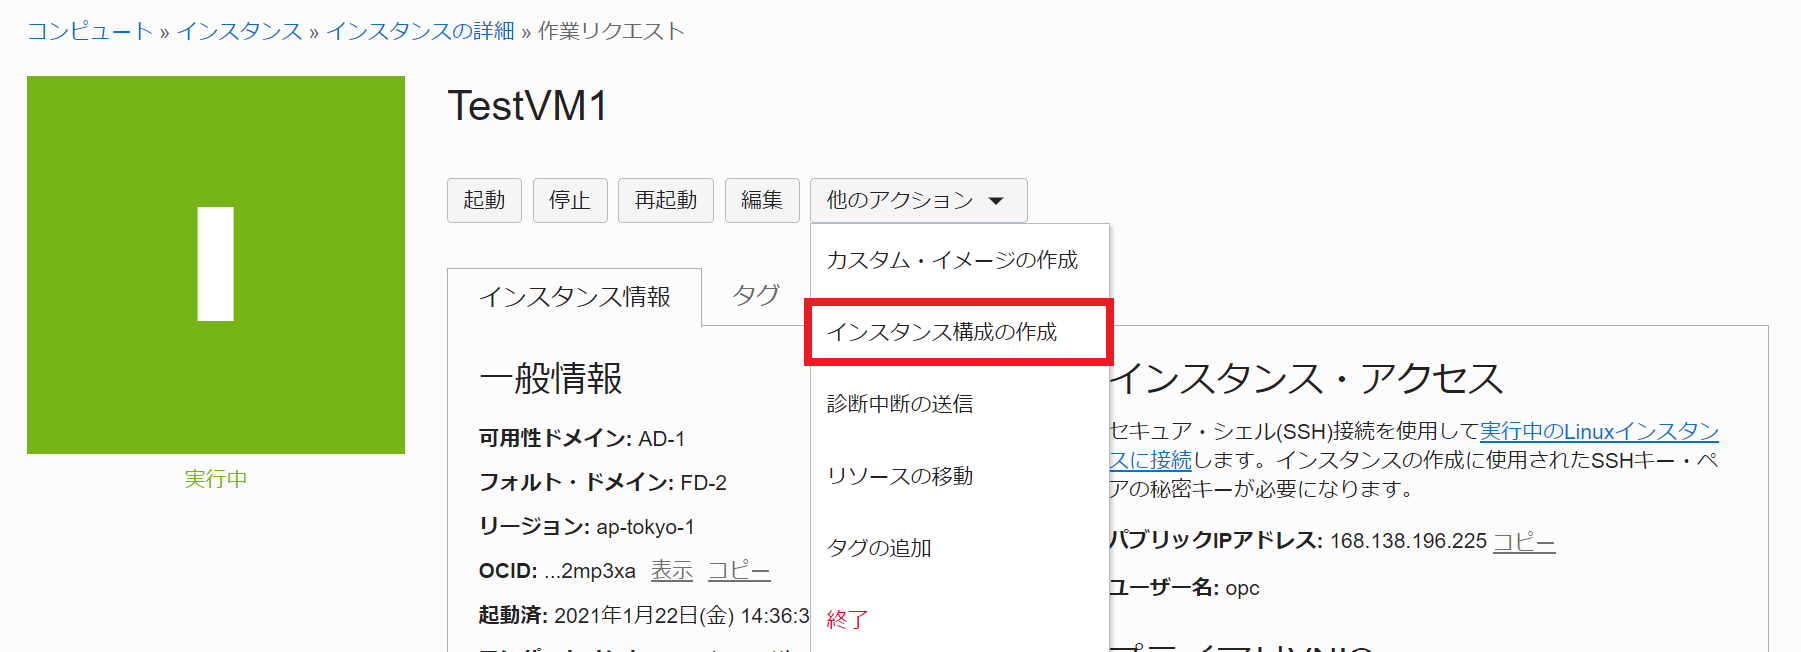 コンピュート » インスタンス » インスタンスの詳細 » 作業リクエスト
TestVM1
起動 停止 再起動 編集 他のアクション
カスタム・イメージの作成
インスタンス構成の作成
診断中断の送信
リソースの移動
タグの追加
終了
インスタンス情報 タグ
一般情報
可用性ドメイン: AD-1
フォルト・ドメイン: FD-2
リージョン: ap-tokyo-1
OCID: ...2mp3xa 表示 コピー
起動済: 2021年1月22日(金) 14:36:3
インスタンス・アクセス
セキュア・シェル(SSH)接続を使用して実行中のLinuxインスタン
スに接続します。インスタンスの作成に使用されたSSHキー・ペ
アの秘密キーが必要になります。
パブリックIPアドレス: 168.138.196.225 コピー
ユーザー名: opc
I
実行中